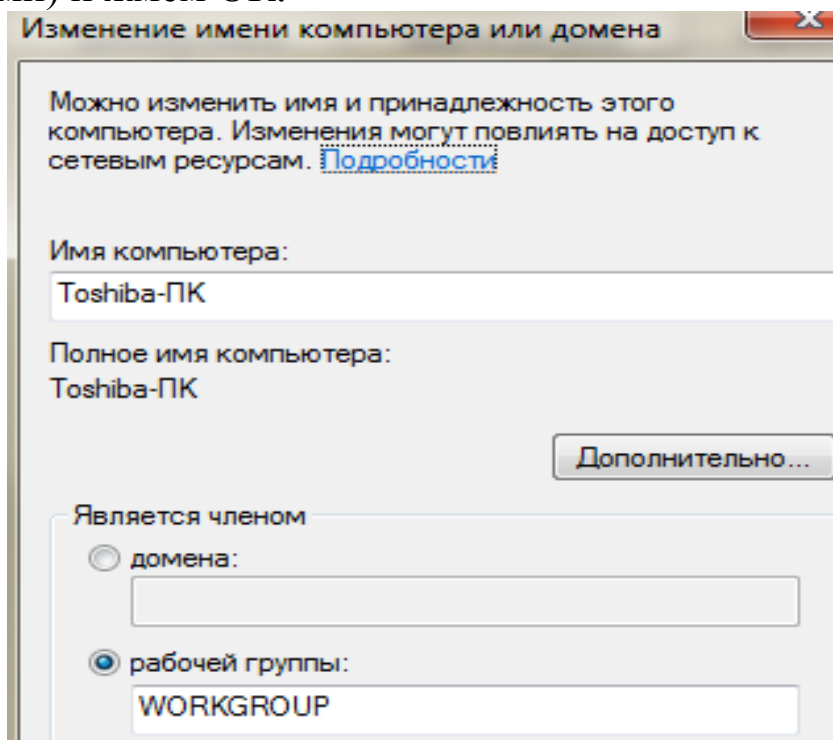 Изменение имени компьютера или домена
Можно изменить имя и принадлежность этого
компьютера. Изменения могут повлиять на доступ к
сетевым ресурсам. Подробности
Имя компьютера:
Toshiba-ПК
Полное имя компьютера:
Toshiba-ПК
Дополнительно...
Является членом
домена:
рабочей группы:
WORKGROUP